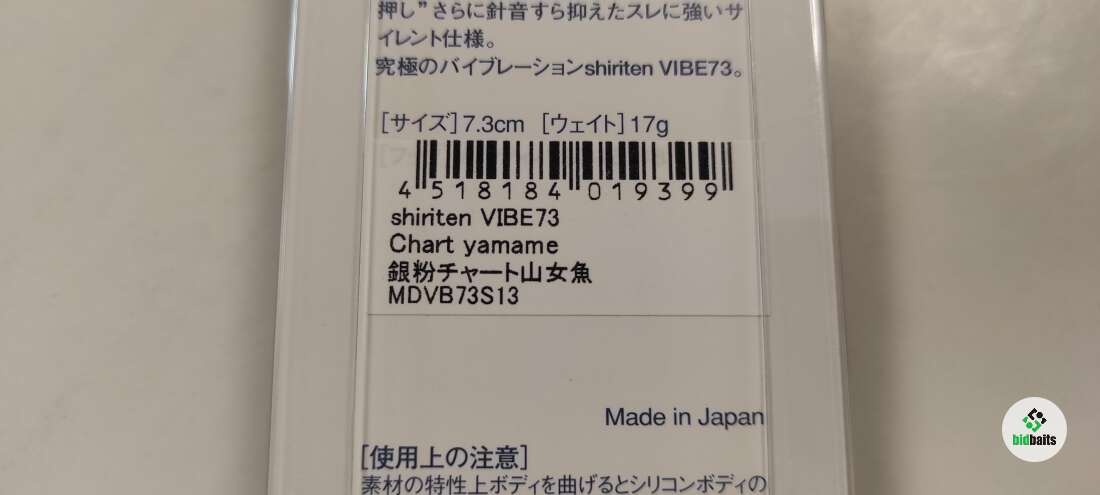 押し”さらに針音すら抑えたスレに強いサ
イレント仕様。
究極のバイブレーションshiriten VIBE73。
[サイズ]7.3cm [ウェイト]17g
4 518184 019399
shiriten VIBE73
Chart yamame
銀粉チャート山女魚
MDVB73S13
Made in Japan
[使用上の注意]
素材の特性上ボディを曲げるとシリコンボディの
bidbaits